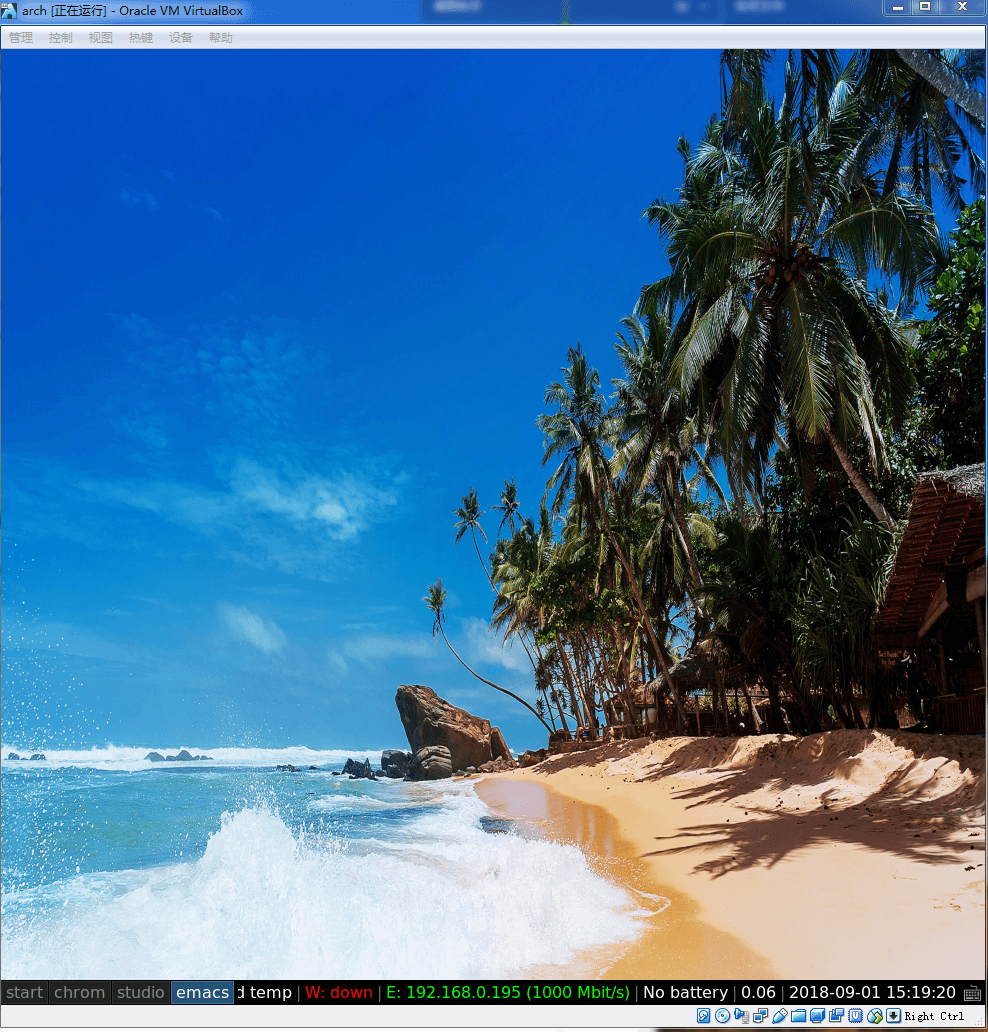 arch [正在运行] - Oracle VM VirtualBox
管理 控制 视图 热键 设备 帮助
start chrom studio emacs d temp | W: down | E: 192.168.0.195 (1000 Mbit/s) | No battery | 0.06 | 2018-09-01 15:19:20
Right Ctrl